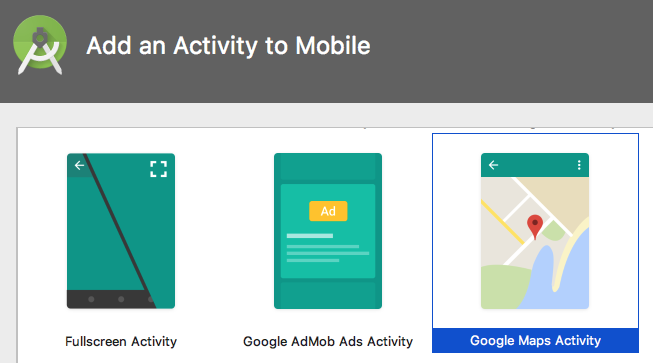 Add an Activity to Mobile
Ad
Fullscreen Activity
Google AdMob Ads Activity
Google Maps Activity